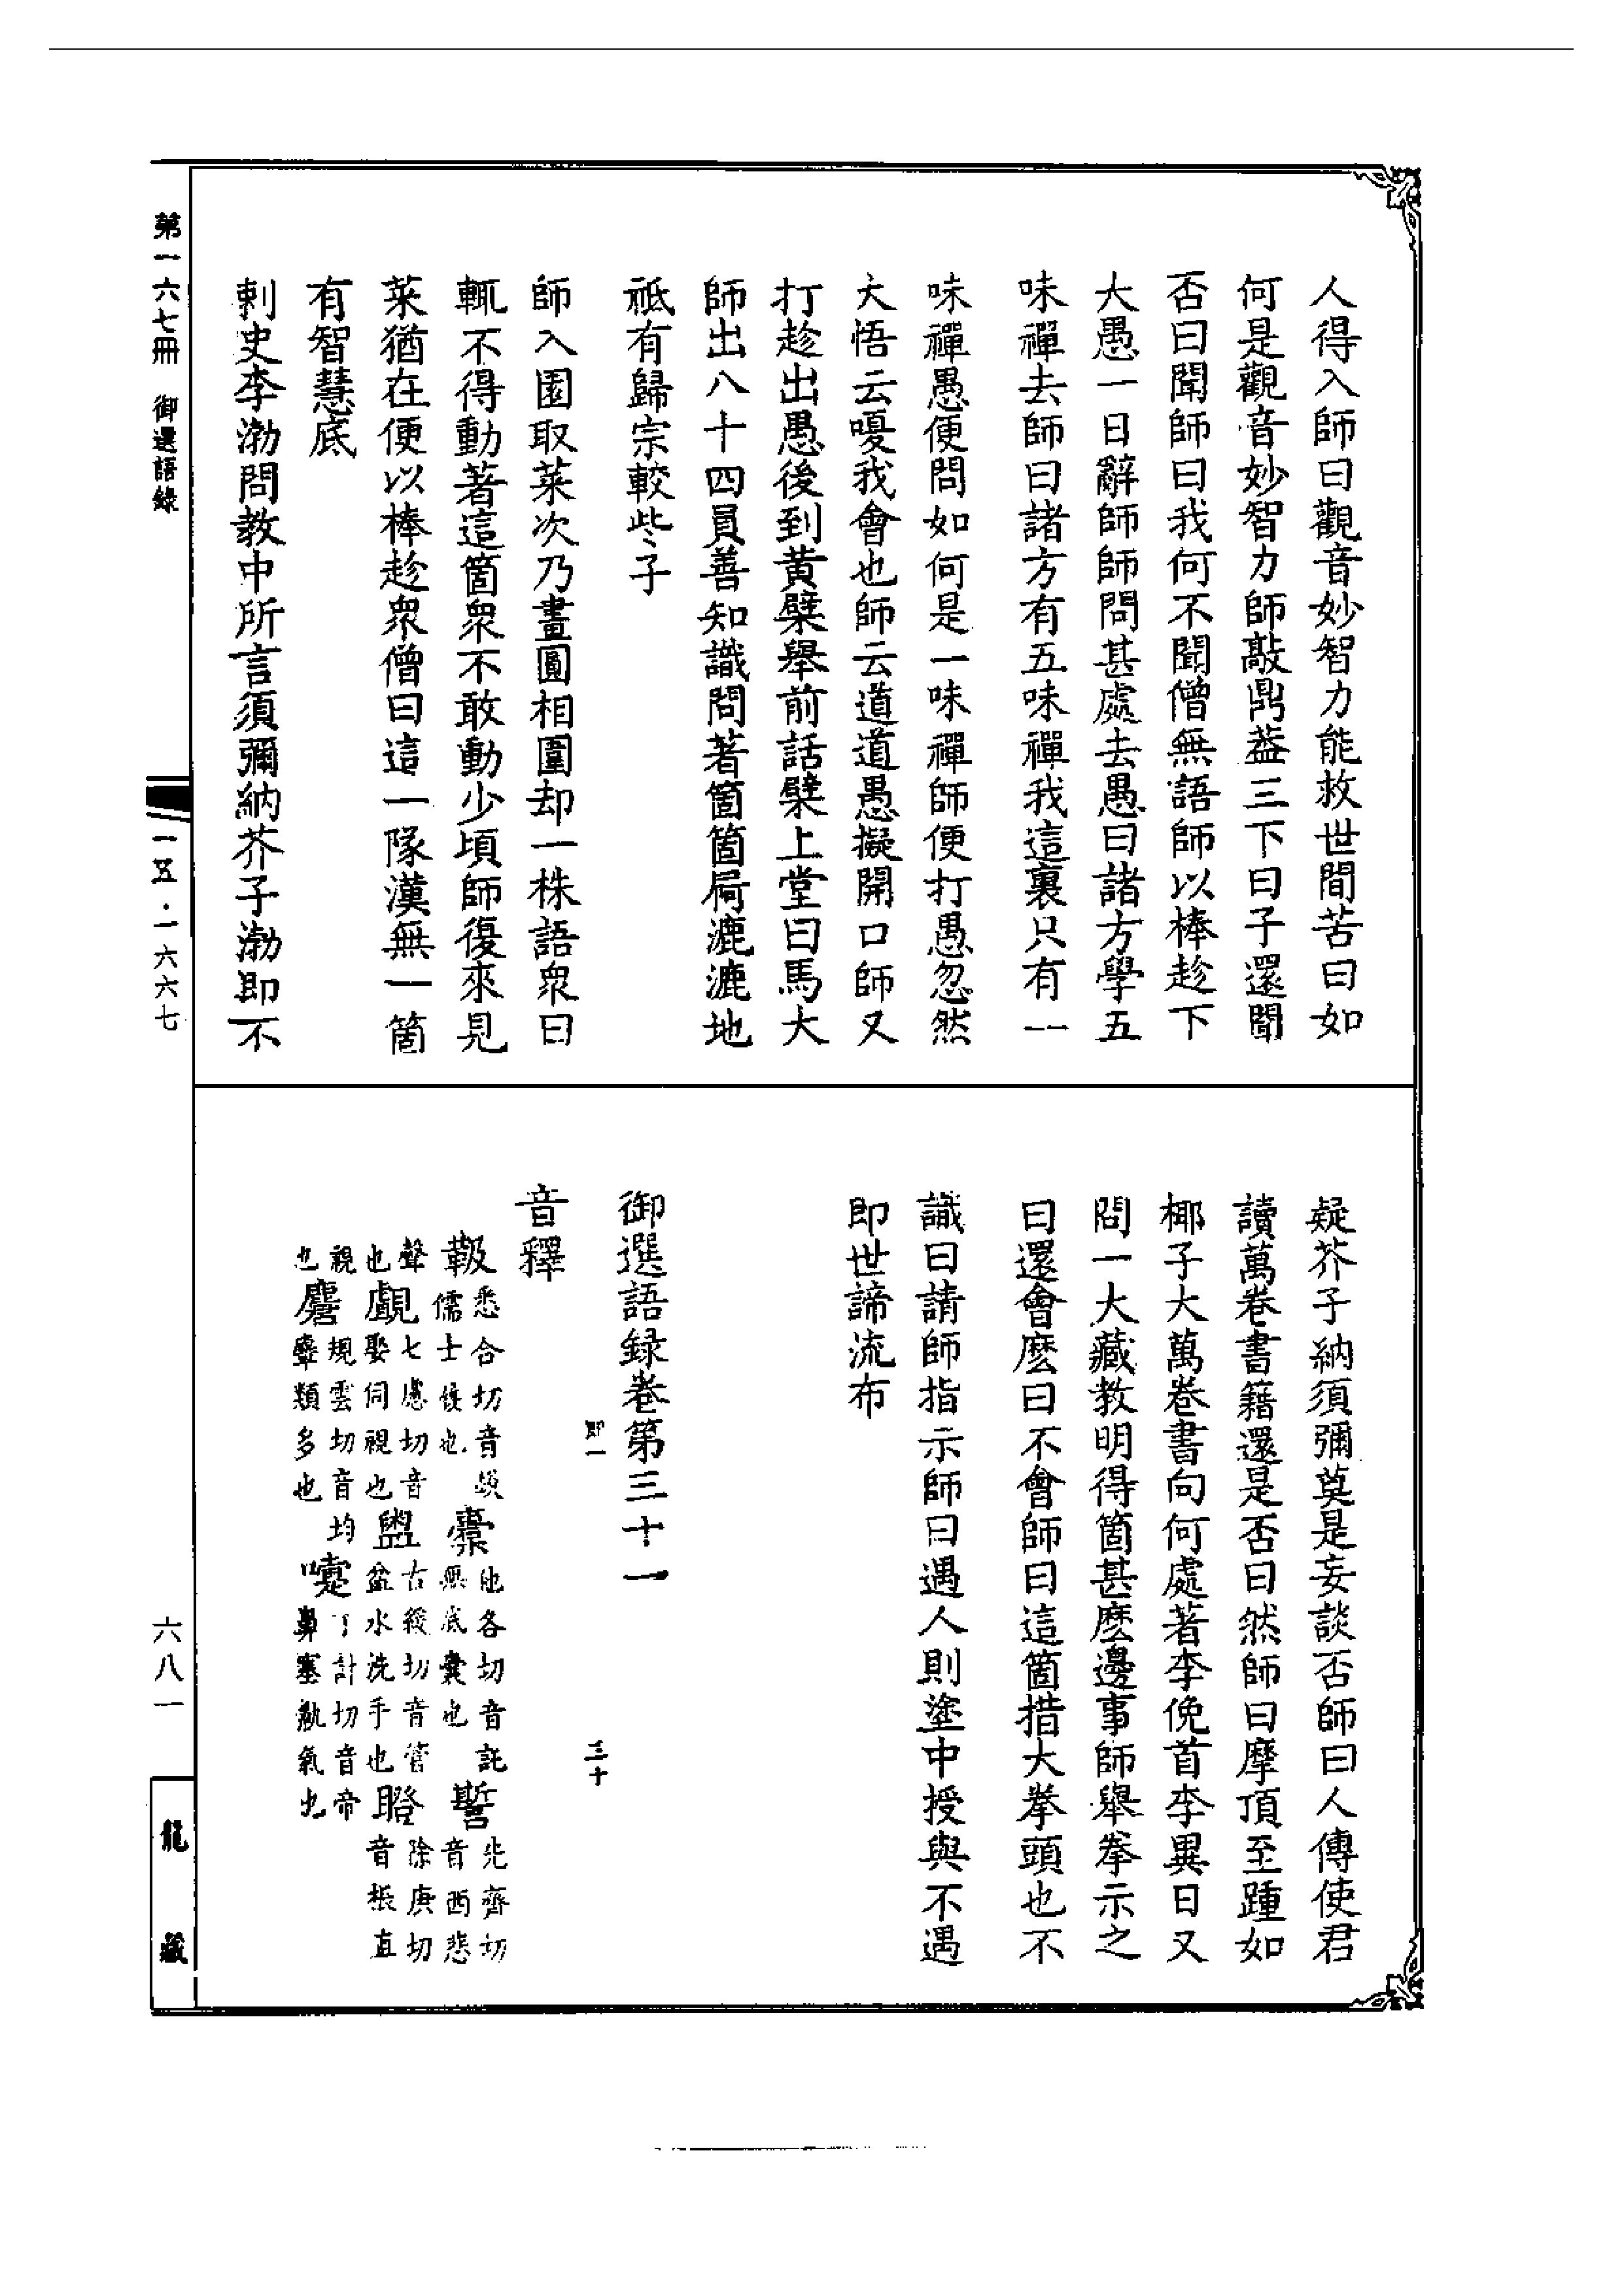 人得入師曰觀音妙智力能救世間苦曰如
何是觀音妙智力師敲鼎葢三下曰子還聞
否曰聞師曰我何不聞僧無語師以棒趁下
大愚一日辭師師問甚處去愚曰諸方學五
味禪去師曰諸方有五味禪我這裏只有一
味禪愚便問如何是一味禪師便打愚忽然
大悟云嗄我會也師云道道愚擬開口師又
打趁出愚後到黃檗舉前話檗上堂曰馬大
師出八十四員善知識問著箇箇屙漉漉地
祇有歸宗較些子
師入園取菜次乃畫圓相圍却一株語衆曰
輒不得動著這箇衆不敢動少頃師復來見
菜猶在便以棒趁衆僧曰這一隊漢無一箇
有智慧底
刺史李渤問教中所言須彌納芥子渤即不
疑芥子納須彌莫是妄談否師曰人傳使君
讀萬卷書籍還是否曰然師曰摩頂至踵如
椰子大萬卷書向何處著李俛首李異日又
問一大藏教明得箇甚麽邊事師舉拳示之
曰還會麽曰不會師曰這箇措大拳頭也不
識曰請師指示師曰遇人則塗中授與不遇
即世諦流布
御選語録卷第三十一
即一 三十
音釋
靸 悉合切音
儒士履也 橐 他各切音託
無底囊也 㗭 先齊切
音西悲
聲也 覷 七慮切音
娶伺視也 盥 古緩切音管
盆水洗手也 瞪 除庚切
音棖直
視也 麏 規雲切音均
麞類多也 嚏 丁計切音帝
鼻塞歕氣也
第一六七冊 御選語錄
一五・一六六七
六八一
龍藏